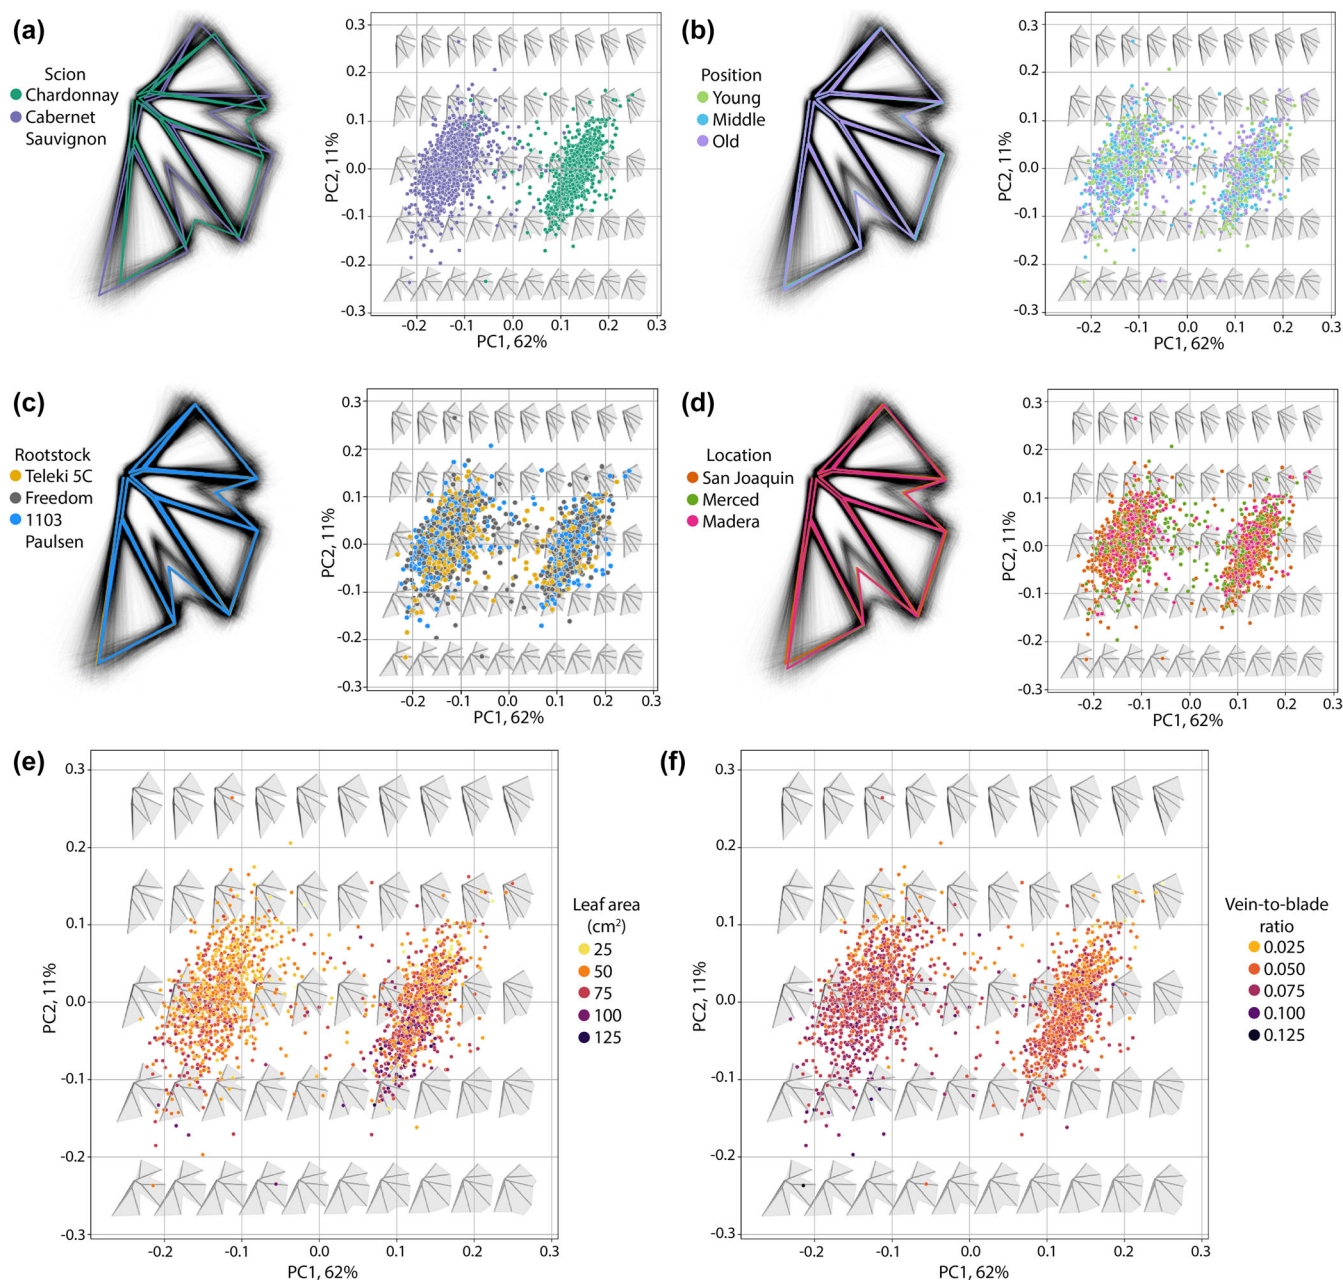 (a)
Scion
Chardonnay
Cabernet
Sauvignon
0.3
0.2
0.1
0.0
-0.1
-0.2
-0.3
PC2, 11%
-0.2 -0.1 0.0 0.1 0.2 0.3
PC1, 62%
(b)
Position
Young
Middle
Old
0.3
0.2
0.1
0.0
-0.1
-0.2
-0.3
PC2, 11%
-0.2 -0.1 0.0 0.1 0.2 0.3
PC1, 62%
(c)
Rootstock
Teleki 5C
Freedom
1103
Paulsen
0.3
0.2
0.1
0.0
-0.1
-0.2
-0.3
PC2, 11%
-0.2 -0.1 0.0 0.1 0.2 0.3
PC1, 62%
(d)
Location
San Joaquin
Merced
Madera
0.3
0.2
0.1
0.0
-0.1
-0.2
-0.3
PC2, 11%
-0.2 -0.1 0.0 0.1 0.2 0.3
PC1, 62%
(e)
0.3
0.2
0.1
0.0
-0.1
-0.2
-0.3
PC2, 11%
-0.2 -0.1 0.0 0.1 0.2 0.3
PC1, 62%
Leaf area
(cm²)
25
50
75
100
125
(f)
0.3
0.2
0.1
0.0
-0.1
-0.2
-0.3
PC2, 11%
-0.2 -0.1 0.0 0.1 0.2 0.3
PC1, 62%
Vein-to-blade
ratio
0.025
0.050
0.075
0.100
0.125